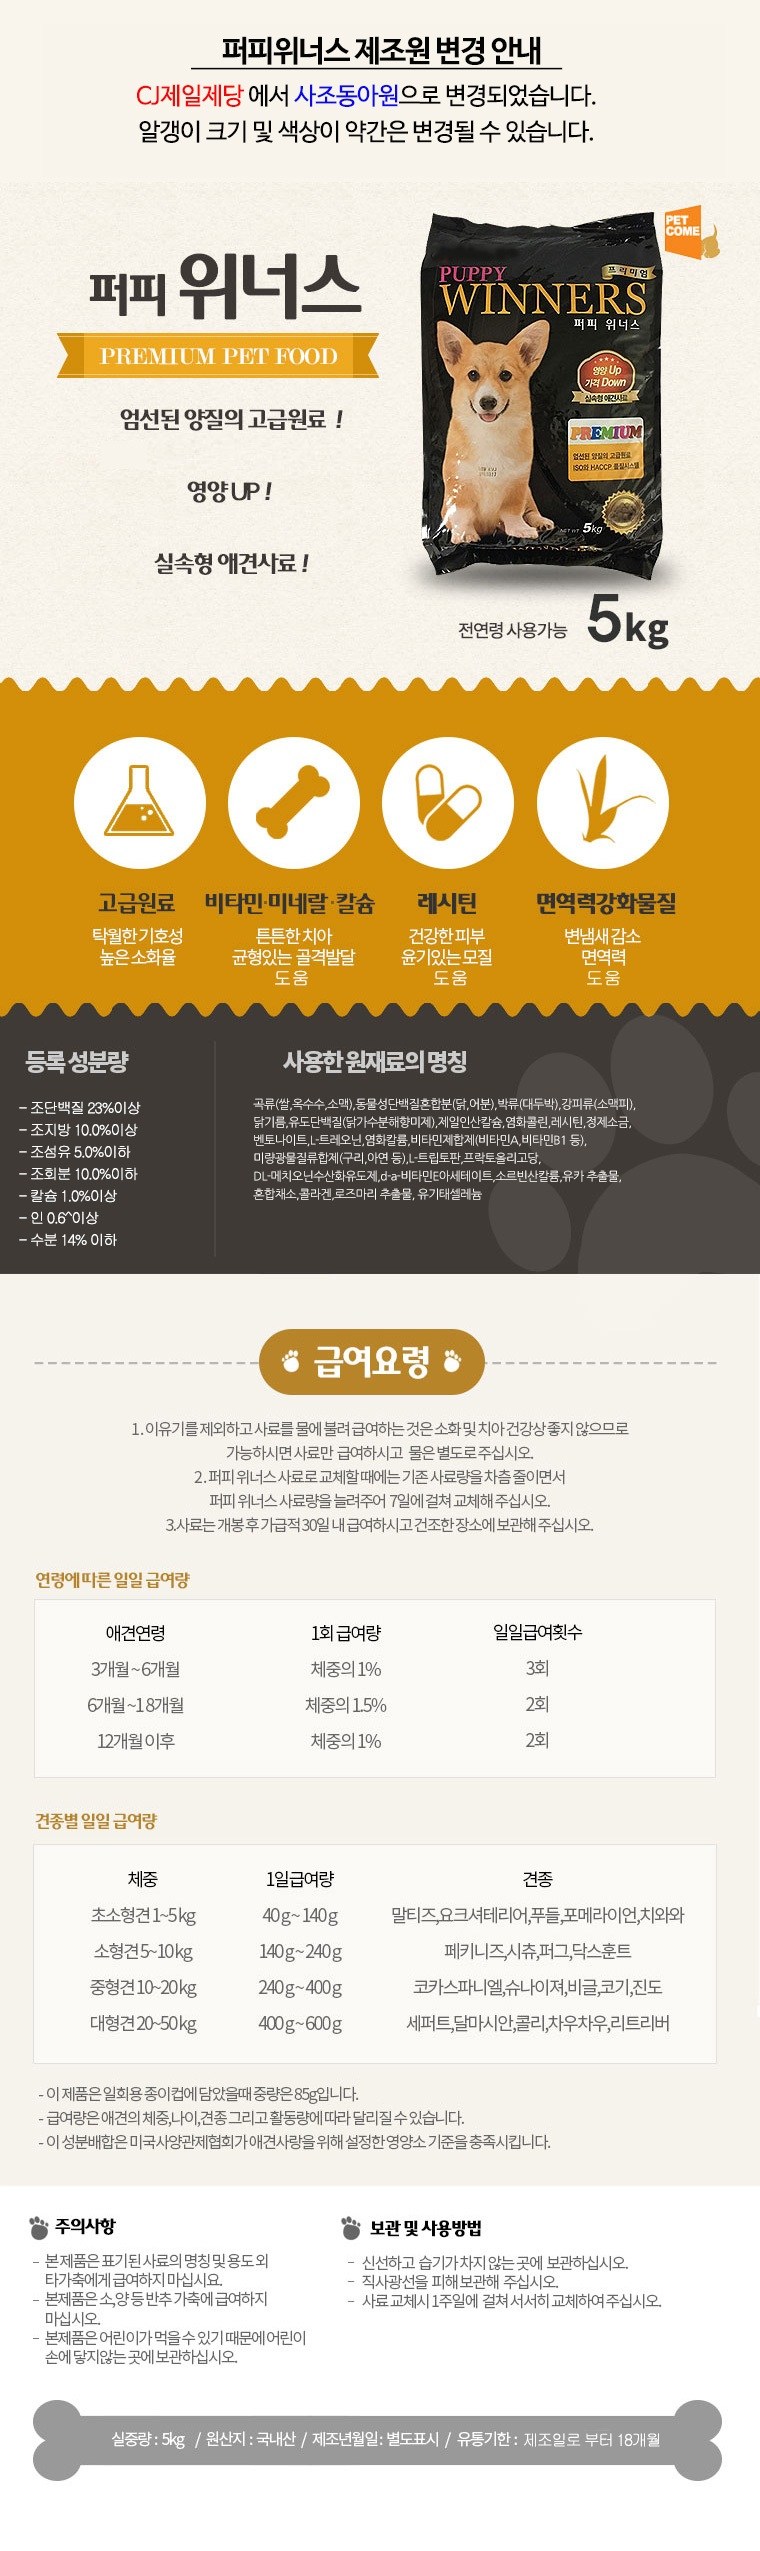 퍼피위너스 제조원 변경 안내
CJ제일제당 에서 사조동아원으로 변경되었습니다.
알갱이 크기 및 색상이 약간은 변경될 수 있습니다.
PET COME
퍼피 위너스
PREMIUM PET FOOD
엄선된 양질의 고급원료 !
영양 UP !
실속형 애견사료 !
PUPPY
프리미엄
WINNERS
퍼피 위너스
영양 Up
가격 Down
실속형 애견사료
PREMIUM
엄선된 양질의 고급원료
ISO와 HACCP 품질시스템
NET WT 5kg
전연령 사용가능 5kg
고급원료
탁월한 기호성
높은 소화율
비타민·미네랄·칼슘
튼튼한 치아
균형있는 골격발달
도움
레시틴
건강한 피부
윤기있는 모질
도움
면역력강화물질
변냄새 감소
면역력
도움
등록 성분량
- 조단백질 23%이상
- 조지방 10.0%이상
- 조섬유 5.0%이하
- 조회분 10.0%이하
- 칼슘 1.0%이상
- 인 0.6^이상
- 수분 14% 이하
사용한 원재료의 명칭
곡류(쌀,옥수수,소맥),동물성단백질혼합분(닭,어분),박류(대두박),강피류(소맥피),
닭기름,유도단백질(닭가수분해향미제),제일인산칼슘,염화콜린,레시틴,정제소금,
벤토나이트,L-트레오닌,염화칼륨,비타민제합제(비타민A,비타민B1 등),
미량광물질류합제(구리,아연 등),L-트립토판,프락토올리고당,
DL-메치오닌수산화유도제,d-a-비타민E아세테이트,소르빈산칼륨,유카 추출물,
혼합채소,콜라겐,로즈마리 추출물, 유기태셀레늄
급여요령
1. 이유기를 제외하고 사료를 물에 불려 급여하는 것은 소화 및 치아 건강상 좋지 않으므로
가능하시면 사료만 급여하시고 물은 별도로 주십시오.
2. 퍼피 위너스 사료로 교체할 때에는 기존 사료량을 차츰 줄이면서
퍼피 위너스 사료량을 늘려주어 7일에 걸쳐 교체해 주십시오.
3.사료는 개봉 후 가급적 30일 내 급여하시고 건조한 장소에 보관해 주십시오.
연령에 따른 일일 급여량
애견연령 1회 급여량 일일급여횟수
3개월~6개월 체중의 1% 3회
6개월~18개월 체중의 1.5% 2회
12개월 이후 체중의 1% 2회
견종별 일일 급여량
체중 1일급여량 견종
초소형견 1~5kg 40g~140g 말티즈,요크셔테리어,푸들,포메라이언,치와와
소형견 5~10kg 140g~240g 페키니즈,시츄,퍼그,닥스훈트
중형견 10~20kg 240g~400g 코카스파니엘,슈나이져,비글,코기,진도
대형견 20~50kg 400g~600g 세퍼트,달마시안,콜리,차우차우,리트리버
- 이 제품은 일회용 종이컵에 담았을때 중량은 85g입니다.
- 급여량은 애견의 체중,나이,견종 그리고 활동량에 따라 달리질 수 있습니다.
- 이 성분배합은 미국사양관제협회가 애견사랑을 위해 설정한 영양소 기준을 충족시킵니다.
주의사항
- 본 제품은 표기된 사료의 명칭 및 용도 외
타가축에게 급여하지 마십시요.
- 본제품은 소,양 등 반추 가축에 급여하지
마십시오.
- 본제품은 어린이가 먹을 수 있기 때문에 어린이
손에 닿지않는 곳에 보관하십시오.
보관 및 사용방법
- 신선하고 습기가 차지 않는 곳에 보관하십시오.
- 직사광선을 피해 보관해 주십시오.
- 사료 교체시 1주일에 걸쳐 서서히 교체하여 주십시오.
실중량 : 5kg / 원산지 : 국내산 / 제조년월일 : 별도표시 / 유통기한 : 제조일로 부터 18개월